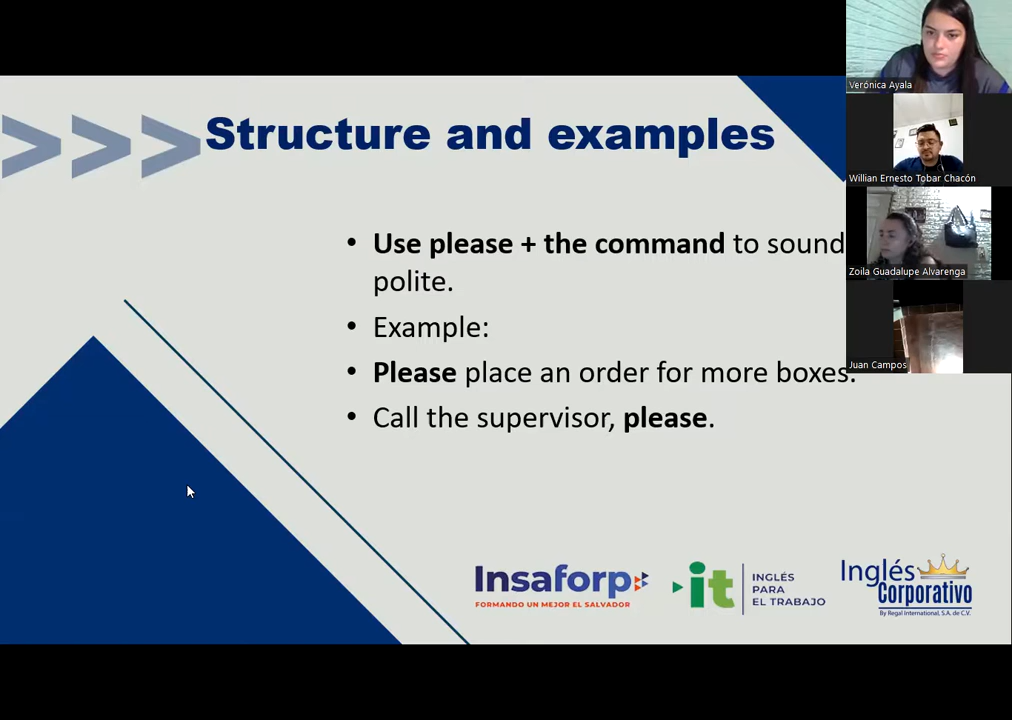 >>> Structure and examples
• Use please + the command to sound
polite.
• Example:
• Please place an order for more boxes.
• Call the supervisor, please.
Verónica Ayala
Willian Ernesto Tobar Chacón
Zoila Guadalupe Alvarenga
Juan Campos
Insaforp
FORMANDO UN MEJOR EL SALVADOR
it
INGLÉS
PARA
EL TRABAJO
Inglés
Corporativo
By Regal International, S.A. de C.V.